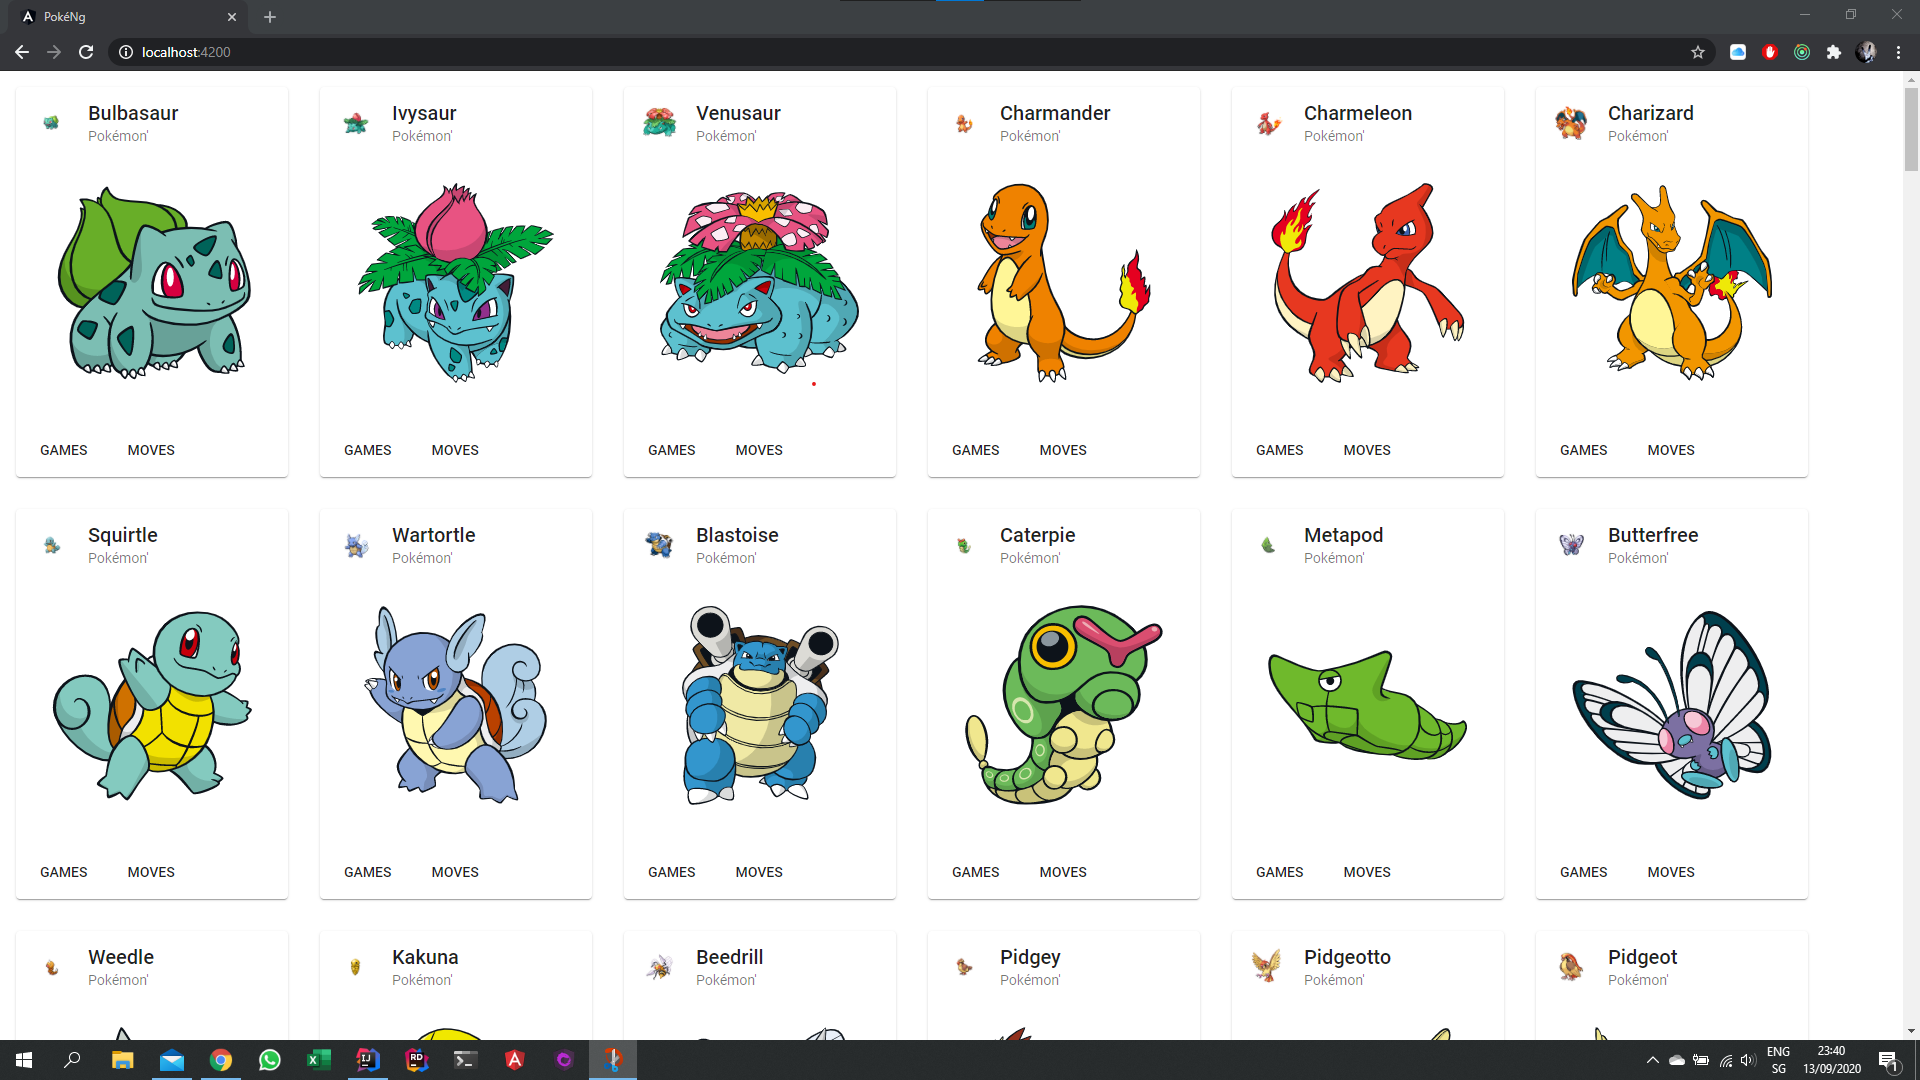 PokéNg
localhost:4200
Bulbasaur
Pokémon'
Ivysaur
Pokémon'
Venusaur
Pokémon'
Charmander
Pokémon'
Charmeleon
Pokémon'
Charizard
Pokémon'
GAMES MOVES
GAMES MOVES
GAMES MOVES
GAMES MOVES
GAMES MOVES
GAMES MOVES
Squirtle
Pokémon'
Wartortle
Pokémon'
Blastoise
Pokémon'
Caterpie
Pokémon'
Metapod
Pokémon'
Butterfree
Pokémon'
GAMES MOVES
GAMES MOVES
GAMES MOVES
GAMES MOVES
GAMES MOVES
GAMES MOVES
Weedle
Pokémon'
Kakuna
Pokémon'
Beedrill
Pokémon'
Pidgey
Pokémon'
Pidgeotto
Pokémon'
Pidgeot
Pokémon'
IJ
RD
ENG
SG
23:40
13/09/2020
1